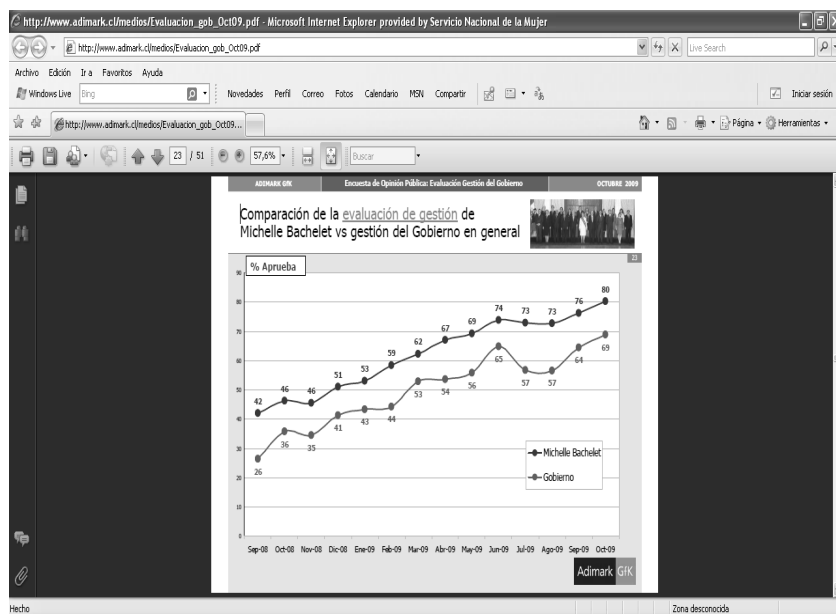 http://www.adimark.cl/medios/Evaluacion_gob_Oct09.pdf - Microsoft Internet Explorer provided by Servicio Nacional de la Mujer
http://www.adimark.cl/medios/Evaluacion_gob_Oct09.pdf
Live Search
Archivo Edición Ir a Favoritos Ayuda
Windows Live Bing Novedades Perfil Correo Fotos Calendario MSN Compartir Iniciar sesión
http://www.adimark.cl/medios/Evaluacion_gob_Oct09... Página Herramientas
23 / 51 57,6% Buscar
ADIMARK GfK Encuesta de Opinión Pública: Evaluación Gestión del Gobierno OCTUBRE 2009
Comparación de la evaluación de gestión de
Michelle Bachelet vs gestión del Gobierno en general
23
% Aprueba
90
80
70
60
50
40
30
20
10
0
42 46 46 51 53 59 62 67 69 74 73 73 76 80
26 36 35 41 43 44 53 54 56 65 57 57 64 69
Michelle Bachelet
Gobierno
Sep-08 Oct-08 Nov-08 Dic-08 Ene-09 Feb-09 Mar-09 Abr-09 May-09 Jun-09 Jul-09 Ago-09 Sep-09 Oct-09
Adimark GfK
Hecho Zona desconocida